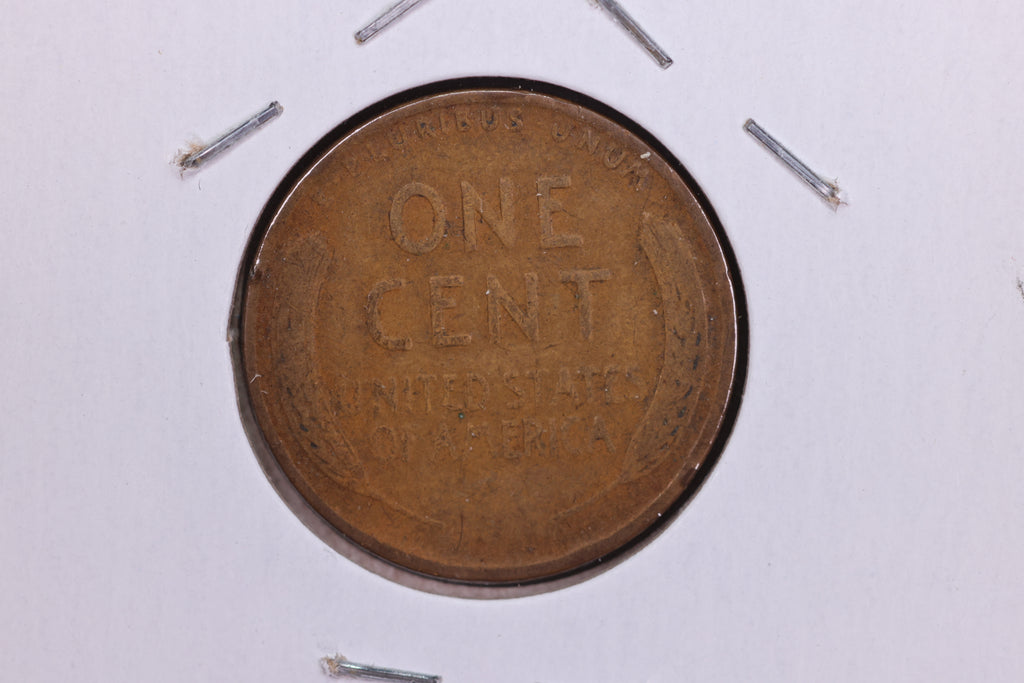 PLURIBUS UNUM
ONE
CENT
UNITED STATES
OF AMERICA